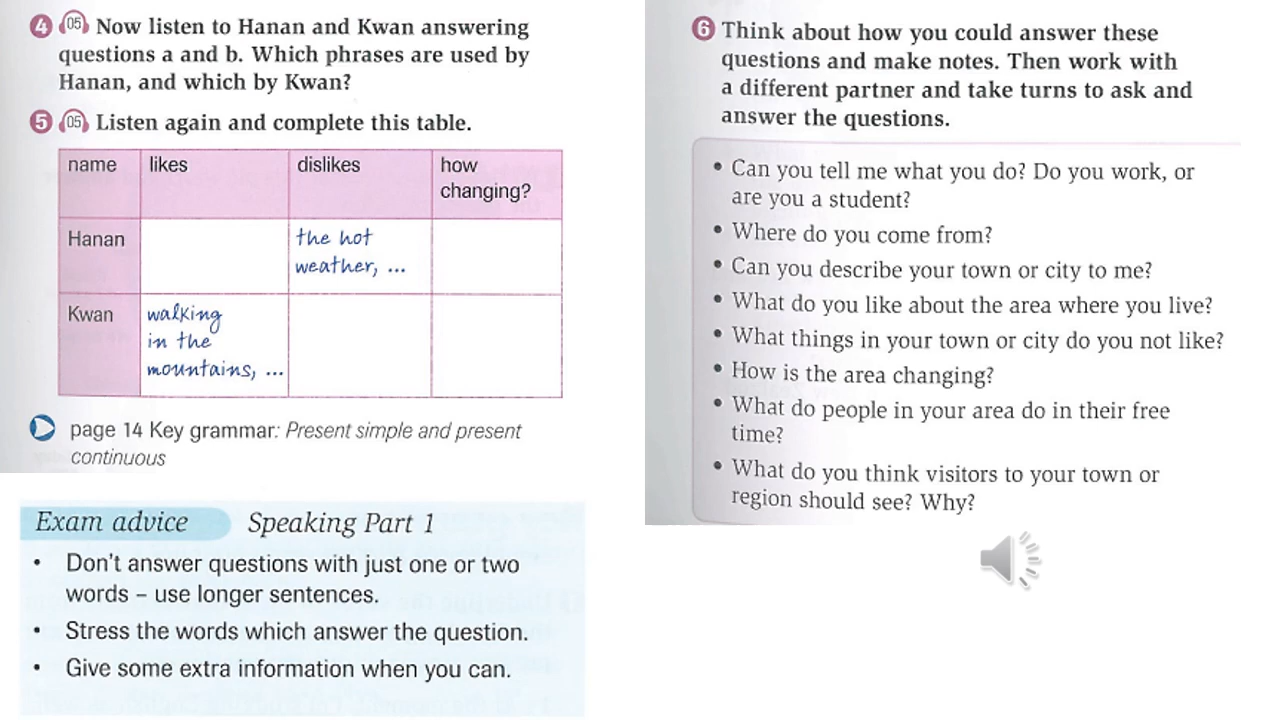 4 05 Now listen to Hanan and Kwan answering
questions a and b. Which phrases are used by
Hanan, and which by Kwan?
5 05 Listen again and complete this table.
name likes dislikes how
changing?
Hanan the hot
weather, ...
Kwan walking
in the
mountains, ...
page 14 Key grammar: Present simple and present
continuous
Exam advice Speaking Part 1
• Don't answer questions with just one or two
words – use longer sentences.
• Stress the words which answer the question.
• Give some extra information when you can.
6 Think about how you could answer these
questions and make notes. Then work with
a different partner and take turns to ask and
answer the questions.
• Can you tell me what you do? Do you work, or
are you a student?
• Where do you come from?
• Can you describe your town or city to me?
• What do you like about the area where you live?
• What things in your town or city do you not like?
• How is the area changing?
• What do people in your area do in their free
time?
• What do you think visitors to your town or
region should see? Why?